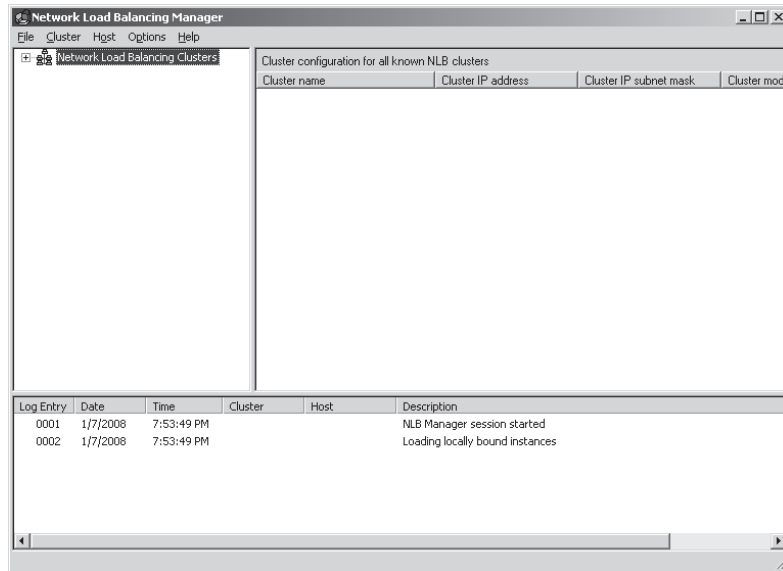 Network Load Balancing Manager
File Cluster Host Options Help
Network Load Balancing Clusters
Cluster configuration for all known NLB clusters
Cluster name Cluster IP address Cluster IP subnet mask Cluster mod
Log Entry Date Time Cluster Host Description
0001 1/7/2008 7:53:49 PM NLB Manager session started
0002 1/7/2008 7:53:49 PM Loading locally bound instances